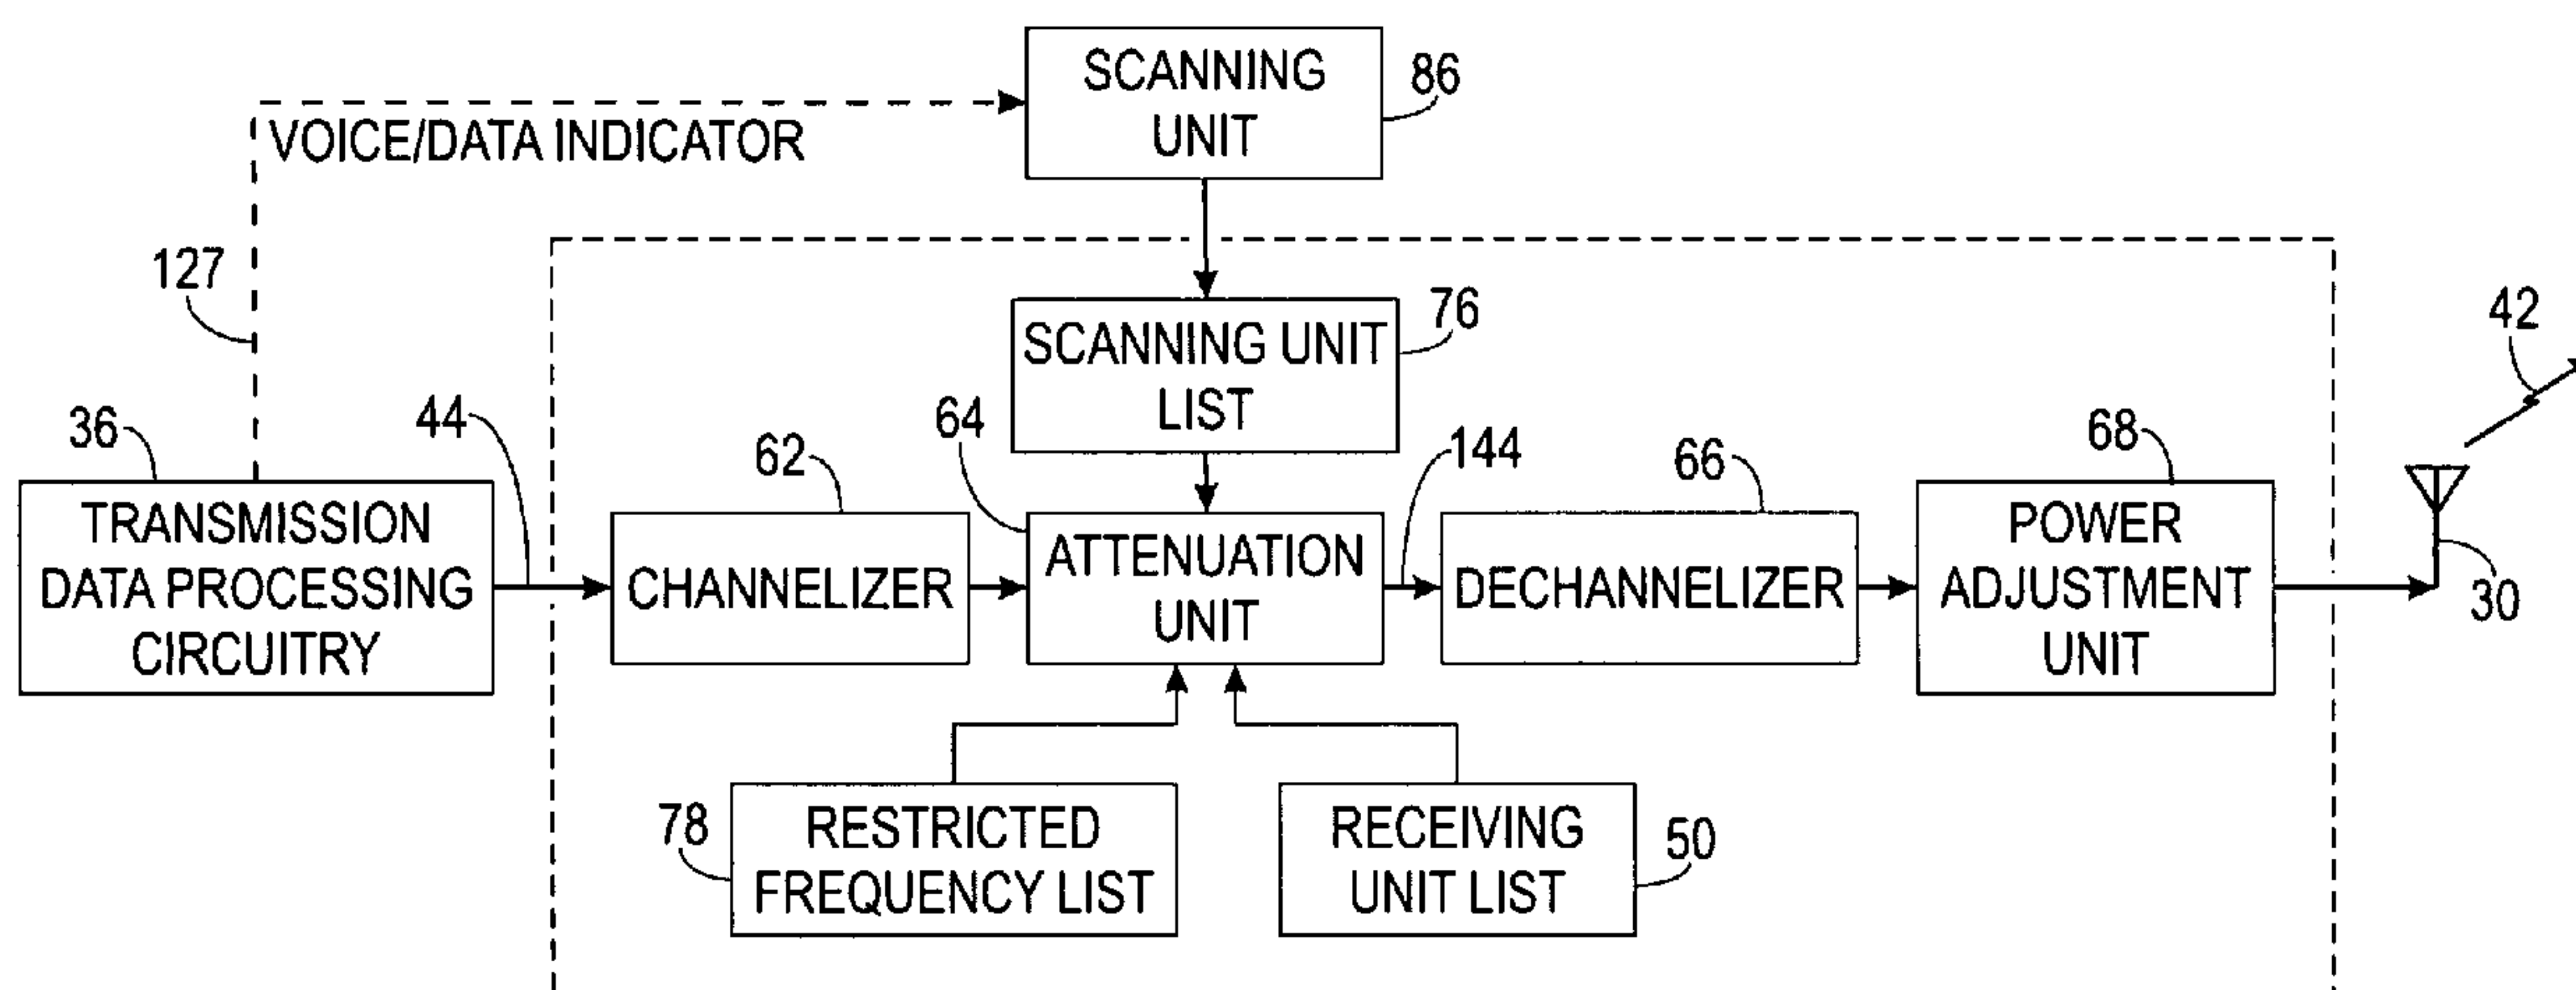 SCANNING
UNIT
86
VOICE/DATA INDICATOR
127
SCANNING UNIT
LIST
76
42
36
44
62
64
144
66
68
TRANSMISSION
DATA PROCESSING
CIRCUITRY
CHANNELIZER
ATTENUATION
UNIT
DECHANNELIZER
POWER
ADJUSTMENT
UNIT
30
78
RESTRICTED
FREQUENCY LIST
RECEIVING
UNIT LIST
50